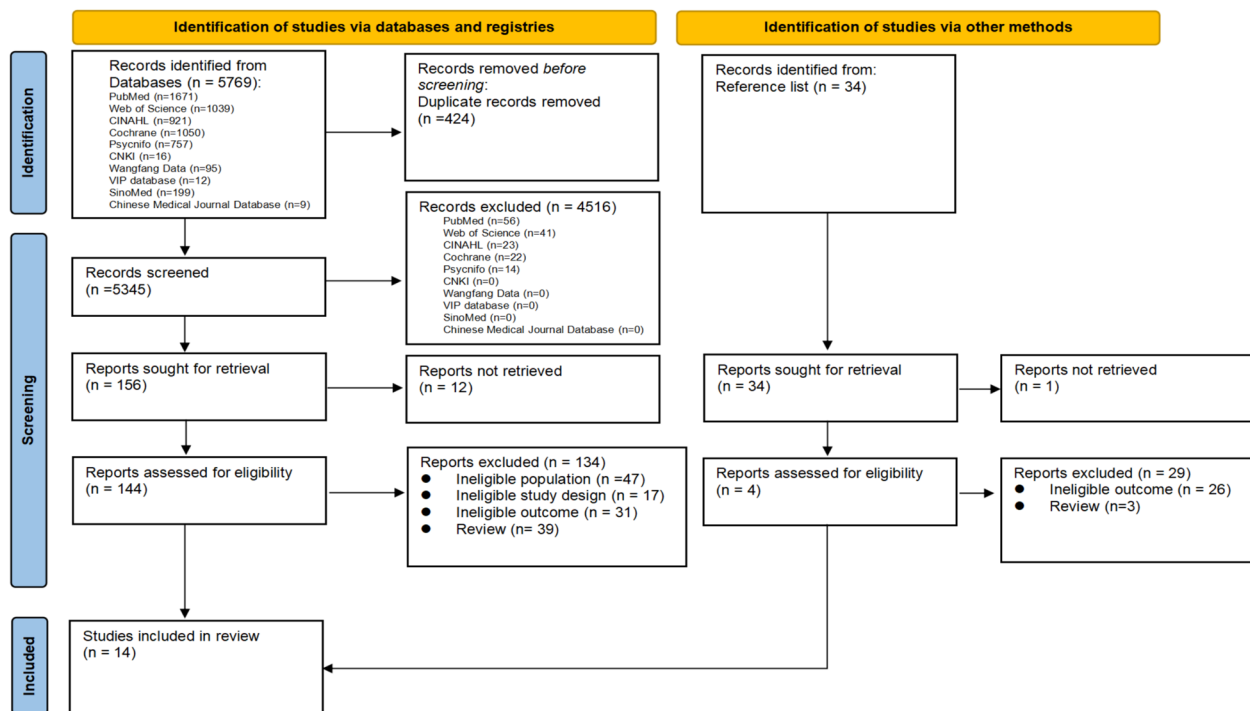 Identification of studies via databases and registries
Identification of studies via other methods
Identification
Records identified from
Databases (n = 5769):
PubMed (n=1671)
Web of Science (n=1039)
CINAHL (n=921)
Cochrane (n=1050)
Psycnifo (n=757)
CNKI (n=16)
Wangfang Data (n=95)
VIP database (n=12)
SinoMed (n=199)
Chinese Medical Journal Database (n=9)
Records removed before
screening:
Duplicate records removed
(n =424)
Records identified from:
Reference list (n = 34)
Screening
Records screened
(n =5345)
Records excluded (n = 4516)
PubMed (n=56)
Web of Science (n=41)
CINAHL (n=23)
Cochrane (n=22)
Psycnifo (n=14)
CNKI (n=0)
Wangfang Data (n=0)
VIP database (n=0)
SinoMed (n=0)
Chinese Medical Journal Database (n=0)
Reports sought for retrieval
(n = 156)
Reports not retrieved
(n = 12)
Reports sought for retrieval
(n = 34)
Reports not retrieved
(n = 1)
Reports assessed for eligibility
(n = 144)
Reports excluded (n = 134)
● Ineligible population (n =47)
● Ineligible study design (n = 17)
● Ineligible outcome (n = 31)
● Review (n= 39)
Reports assessed for eligibility
(n = 4)
Reports excluded (n = 29)
● Ineligible outcome (n = 26)
● Review (n=3)
Included
Studies included in review
(n = 14)